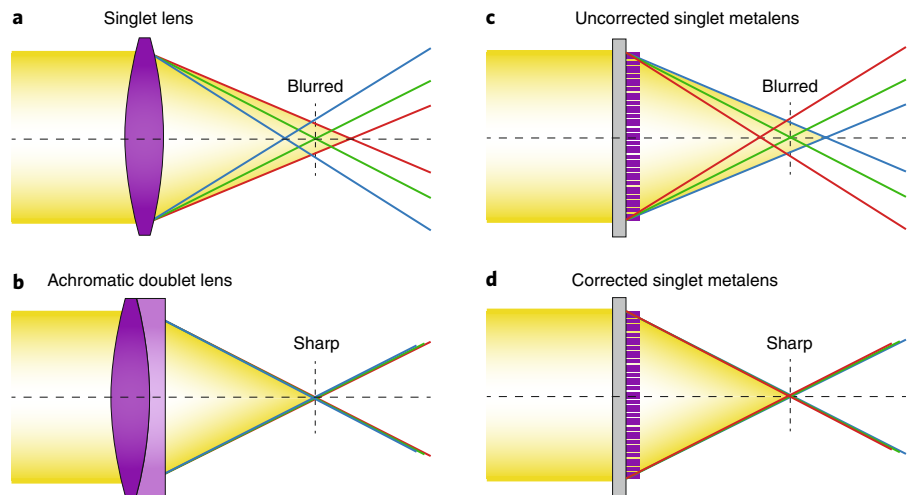 a
Singlet lens
Blurred
b
Achromatic doublet lens
Sharp
c
Uncorrected singlet metalens
Blurred
d
Corrected singlet metalens
Sharp